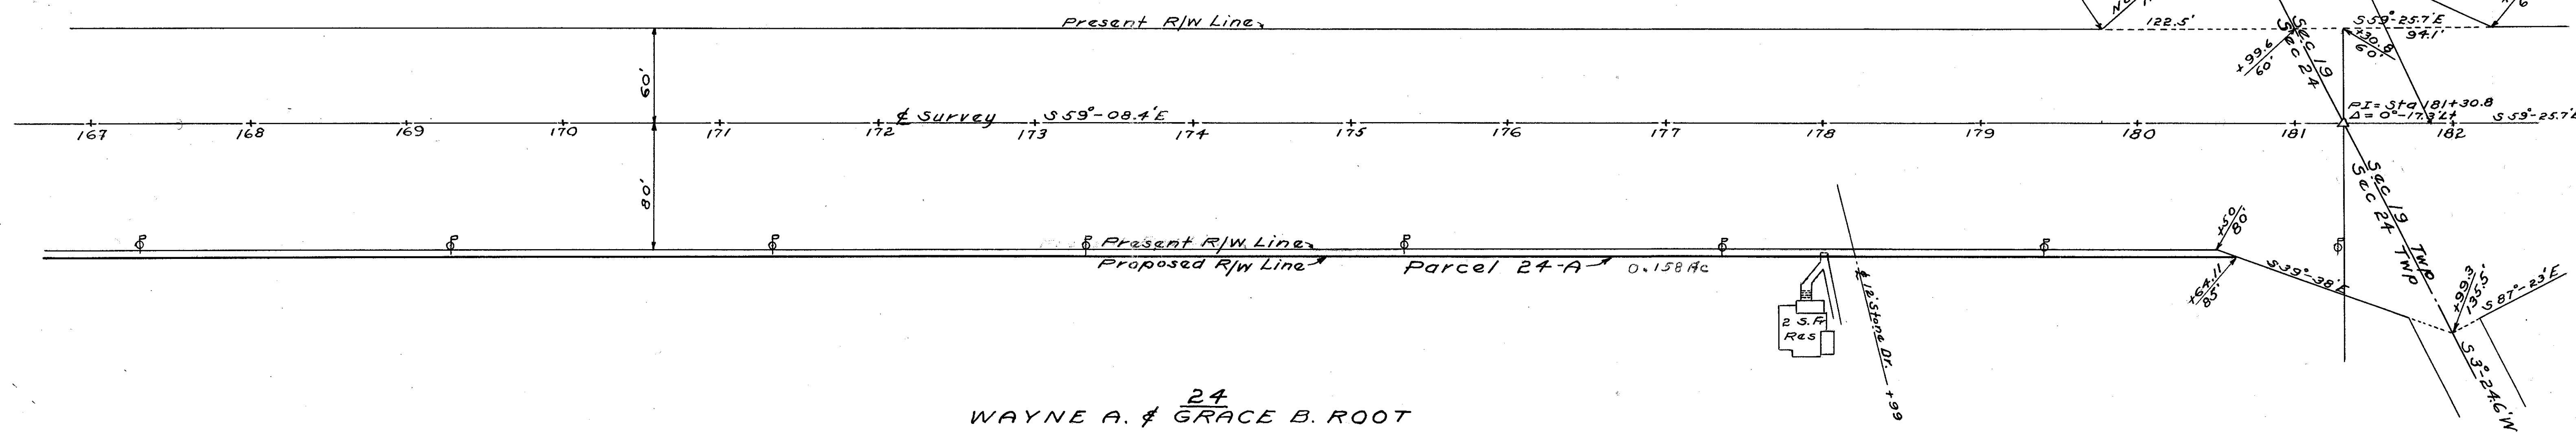 Present R/W Line
122.5'
S 59°-25.7' E
94.1'
+99.6
60'
+30.8
60'
Sec 19
Sec 24
60'
₵ Survey S 59°-08.4' E
PI = Sta 181+30.8
Δ = 0°-17.3' Lt
S 59°-25.7' E
167 168 169 170 171 172 173 174 175 176 177 178 179 180 181 182
80'
Sec 19 Twp
Sec 24 Twp
+50
80'
Present R/W Line
Proposed R/W Line
Parcel 24-A
0.158 Ac
+64.11
85'
S 39°-38' E
+99.3
135.5'
S 87°-23' E
S 3°-24.6' W
2 S. Fr
Res
₵ 12' Stone Dr. +99
24
WAYNE A. & GRACE B. ROOT